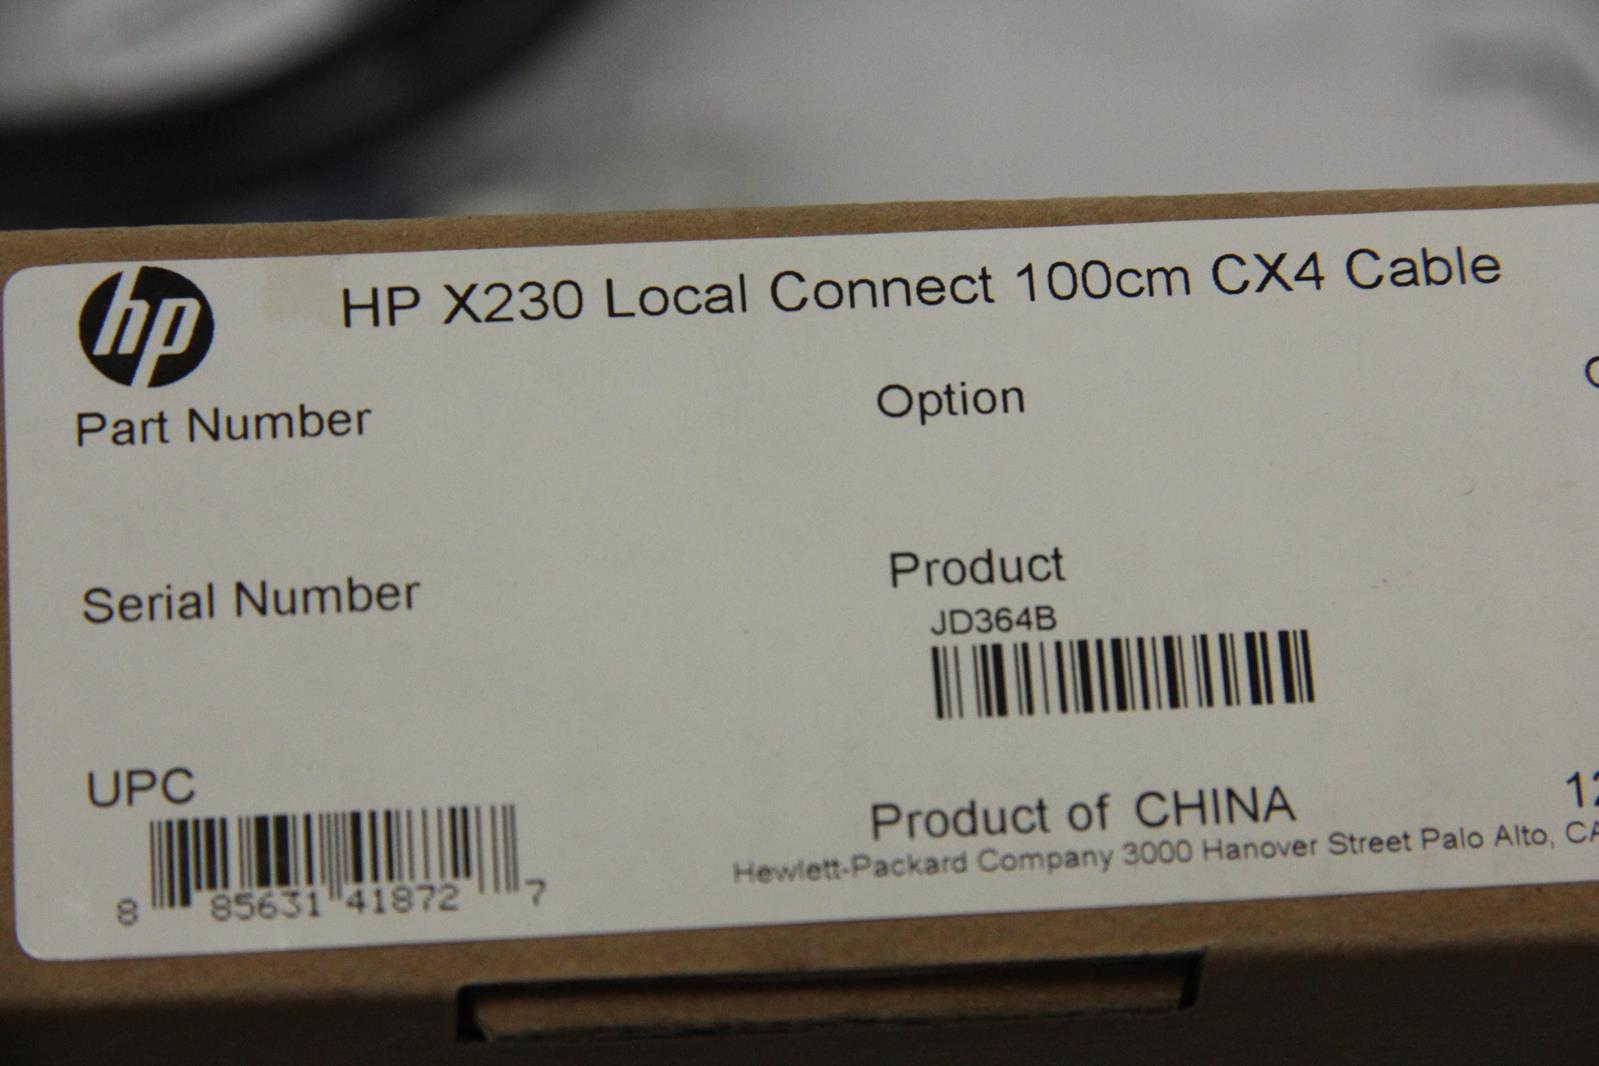 hp
HP X230 Local Connect 100cm CX4 Cable
Part Number
Option
Serial Number
Product
JD364B
UPC
8 85631 41872 7
Product of CHINA
Hewlett-Packard Company 3000 Hanover Street Palo Alto, CA